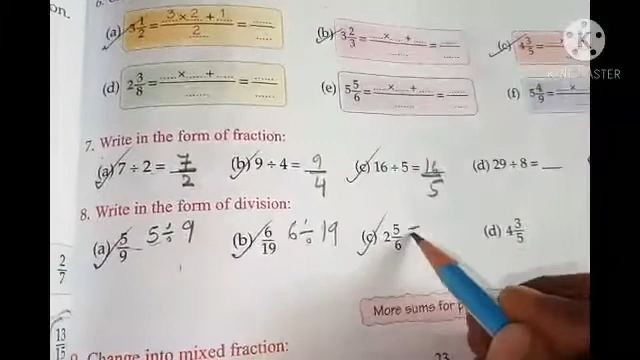 on.
(a) 3 1/2 = 3 × 2 + 1 / 2 = ...... / ......
(b) 3 2/3 = ...×...+... / ...... = ...... / ......
(c) 4 3/5 =
(d) 2 3/8 = ......×......+...... / ...... = ...... / ......
(e) 5 5/6 = ...×...+... / ...... = ...... / ......
(f) 5 4/9 = ...×
KINEMASTER
7. Write in the form of fraction:
(a) 7 ÷ 2 = 7/2
(b) 9 ÷ 4 = 9/4
(c) 16 ÷ 5 = 16/5
(d) 29 ÷ 8 = __
8. Write in the form of division:
(a) 5/9 5 ÷ 9
(b) 6/19 6 ÷ 19
(c) 2 5/6 =
(d) 4 3/5
2/7
More sums for
13/15
9. Change into mixed fraction:
23